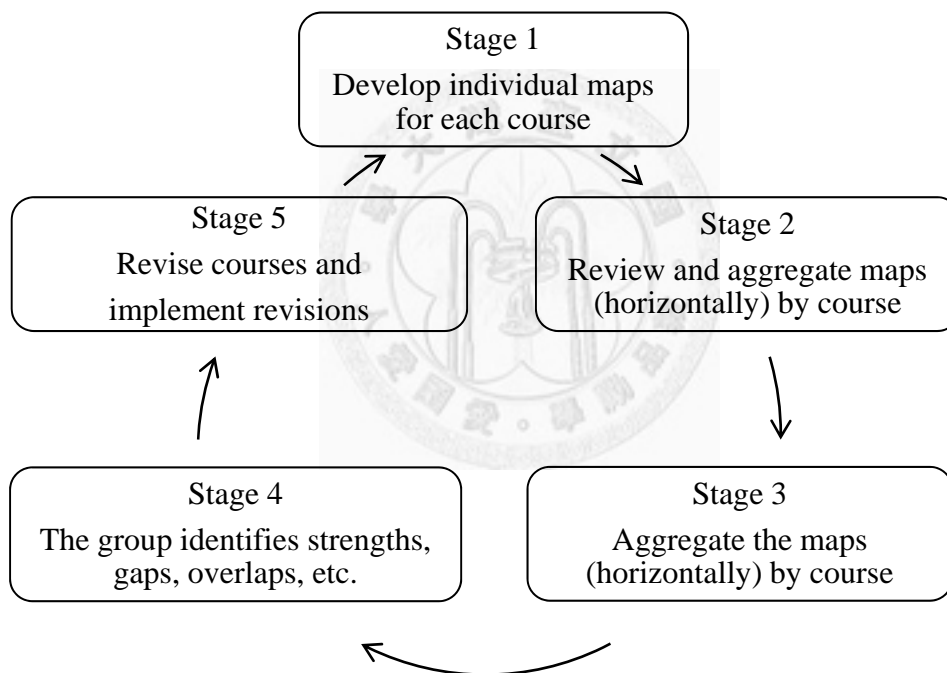 Stage 1
Develop individual maps
for each course
Stage 2
Review and aggregate maps
(horizontally) by course
Stage 3
Aggregate the maps
(horizontally) by course
Stage 4
The group identifies strengths,
gaps, overlaps, etc.
Stage 5
Revise courses and
implement revisions